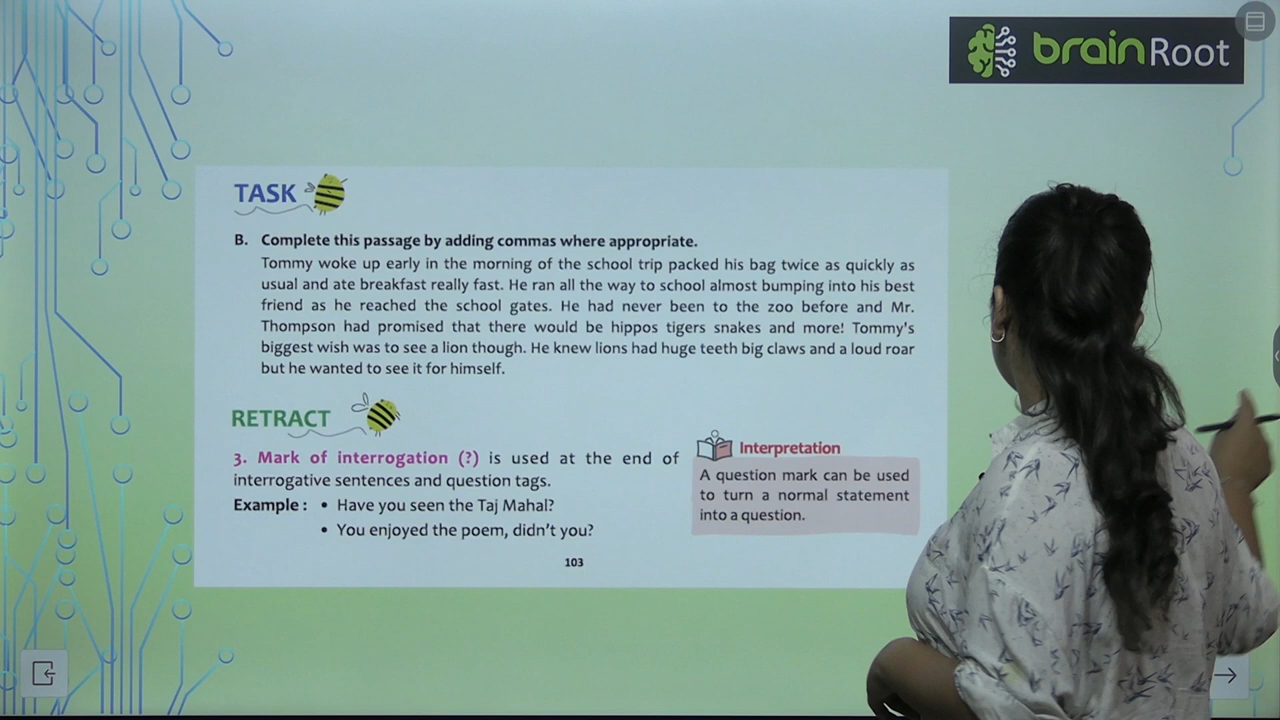 brainRoot
TASK
B. Complete this passage by adding commas where appropriate.
Tommy woke up early in the morning of the school trip packed his bag twice as quickly as
usual and ate breakfast really fast. He ran all the way to school almost bumping into his best
friend as he reached the school gates. He had never been to the zoo before and Mr.
Thompson had promised that there would be hippos tigers snakes and more! Tommy's
biggest wish was to see a lion though. He knew lions had huge teeth big claws and a loud roar
but he wanted to see it for himself.
RETRACT
3. Mark of interrogation (?) is used at the end of
interrogative sentences and question tags.
Example : • Have you seen the Taj Mahal?
• You enjoyed the poem, didn't you?
Interpretation
A question mark can be used
to turn a normal statement
into a question.
103